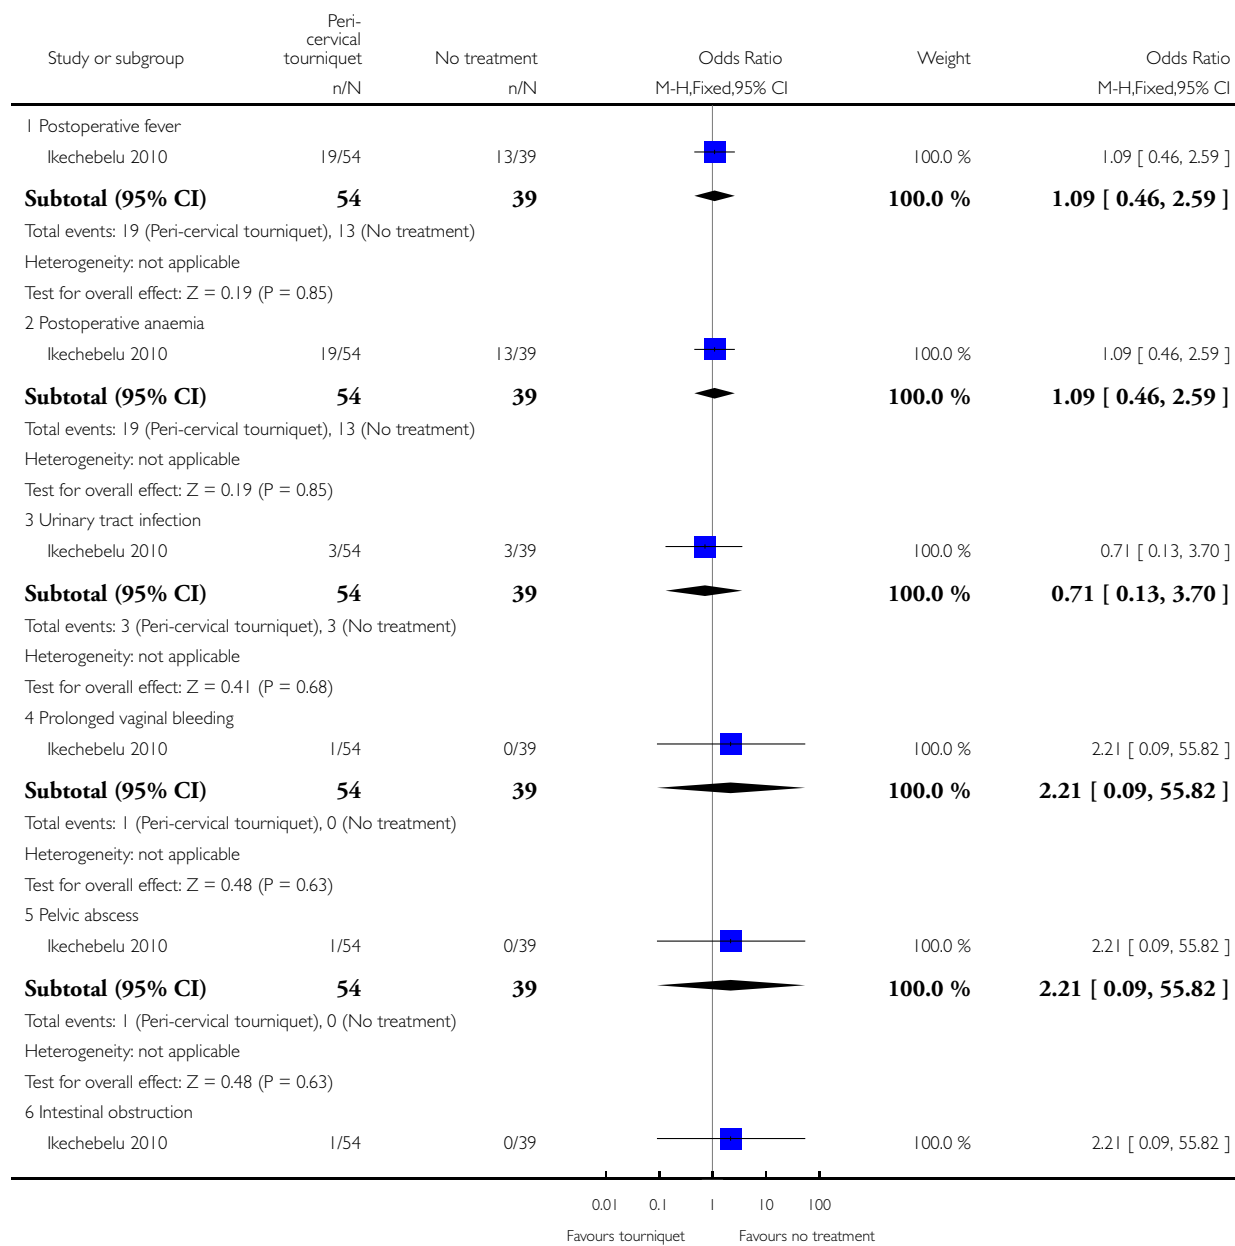 Peri-
cervical
Study or subgroup tourniquet No treatment Odds Ratio Weight Odds Ratio
n/N n/N M-H,Fixed,95% CI M-H,Fixed,95% CI
1 Postoperative fever
Ikechebelu 2010 19/54 13/39 100.0 % 1.09 [ 0.46, 2.59 ]
Subtotal (95% CI) 54 39 100.0 % 1.09 [ 0.46, 2.59 ]
Total events: 19 (Peri-cervical tourniquet), 13 (No treatment)
Heterogeneity: not applicable
Test for overall effect: Z = 0.19 (P = 0.85)
2 Postoperative anaemia
Ikechebelu 2010 19/54 13/39 100.0 % 1.09 [ 0.46, 2.59 ]
Subtotal (95% CI) 54 39 100.0 % 1.09 [ 0.46, 2.59 ]
Total events: 19 (Peri-cervical tourniquet), 13 (No treatment)
Heterogeneity: not applicable
Test for overall effect: Z = 0.19 (P = 0.85)
3 Urinary tract infection
Ikechebelu 2010 3/54 3/39 100.0 % 0.71 [ 0.13, 3.70 ]
Subtotal (95% CI) 54 39 100.0 % 0.71 [ 0.13, 3.70 ]
Total events: 3 (Peri-cervical tourniquet), 3 (No treatment)
Heterogeneity: not applicable
Test for overall effect: Z = 0.41 (P = 0.68)
4 Prolonged vaginal bleeding
Ikechebelu 2010 1/54 0/39 100.0 % 2.21 [ 0.09, 55.82 ]
Subtotal (95% CI) 54 39 100.0 % 2.21 [ 0.09, 55.82 ]
Total events: 1 (Peri-cervical tourniquet), 0 (No treatment)
Heterogeneity: not applicable
Test for overall effect: Z = 0.48 (P = 0.63)
5 Pelvic abscess
Ikechebelu 2010 1/54 0/39 100.0 % 2.21 [ 0.09, 55.82 ]
Subtotal (95% CI) 54 39 100.0 % 2.21 [ 0.09, 55.82 ]
Total events: 1 (Peri-cervical tourniquet), 0 (No treatment)
Heterogeneity: not applicable
Test for overall effect: Z = 0.48 (P = 0.63)
6 Intestinal obstruction
Ikechebelu 2010 1/54 0/39 100.0 % 2.21 [ 0.09, 55.82 ]
0.01 0.1 1 10 100
Favours tourniquet Favours no treatment